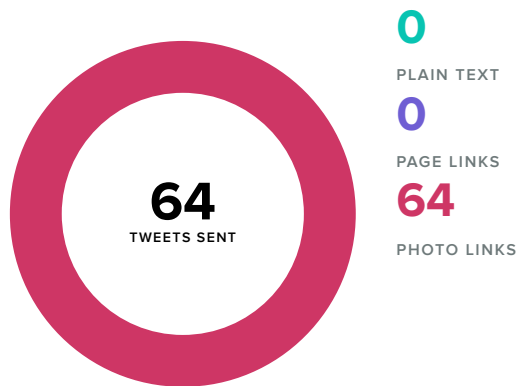 64
TWEETS SENT
0
PLAIN TEXT
0
PAGE LINKS
64
PHOTO LINKS